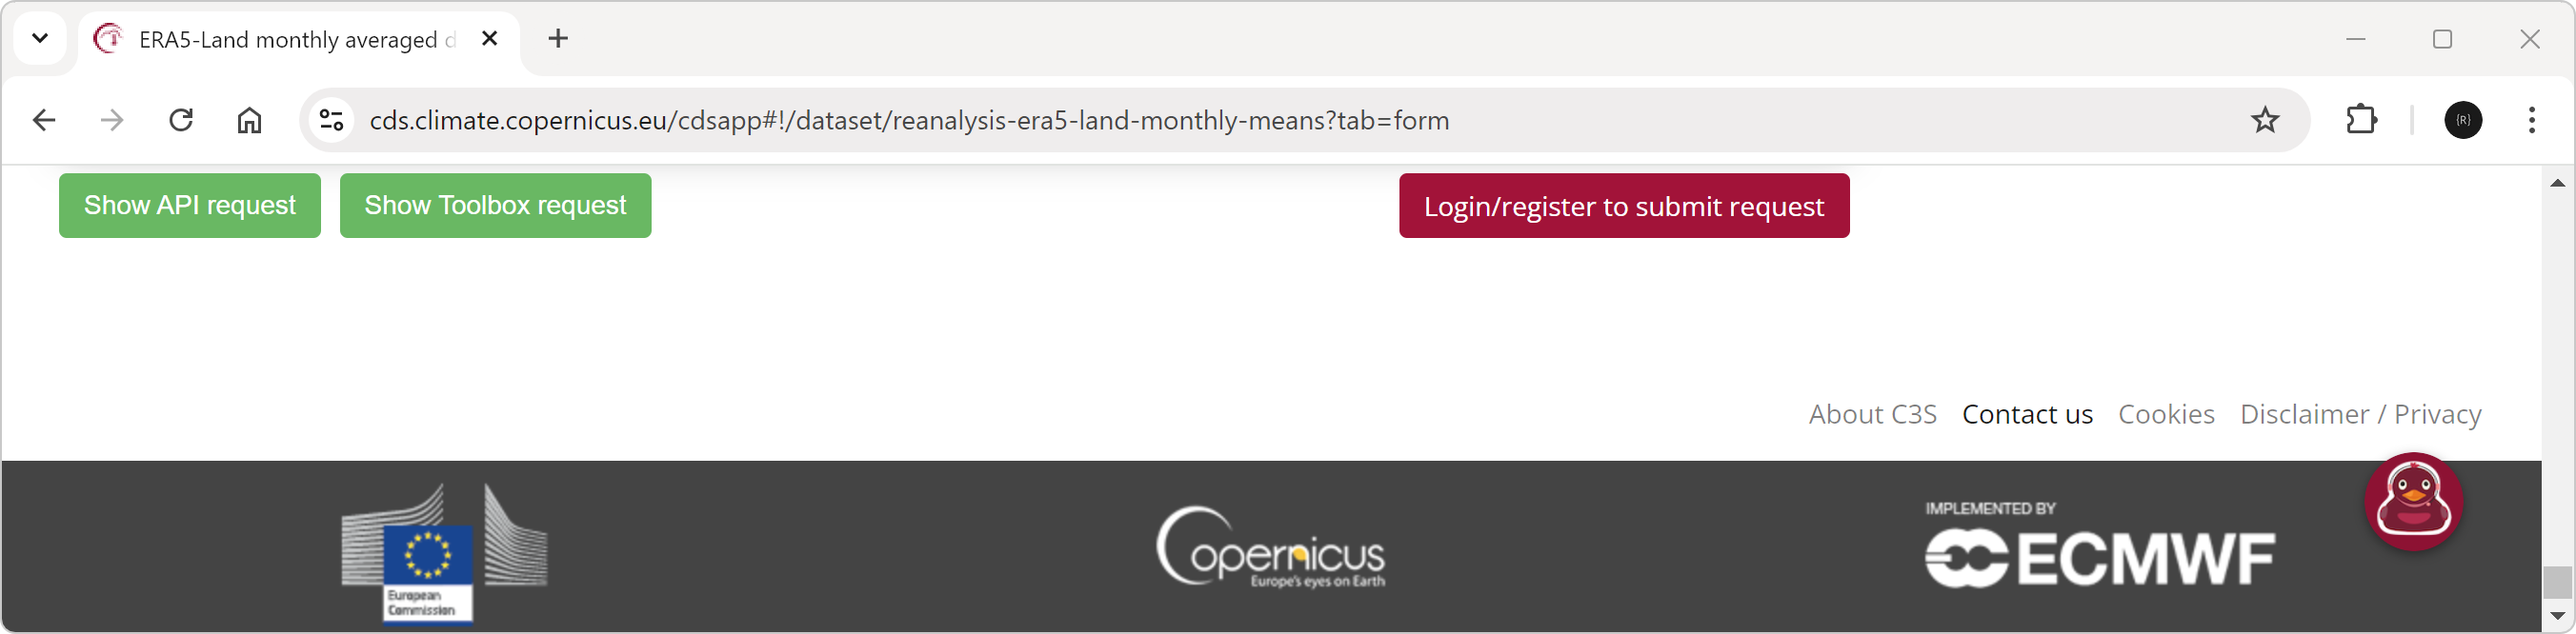 ERA5-Land monthly averaged d
cds.climate.copernicus.eu/cdsapp#!/dataset/reanalysis-era5-land-monthly-means?tab=form
{R}
Show API request Show Toolbox request Login/register to submit request
About C3S Contact us Cookies Disclaimer / Privacy
European
Commission
Copernicus
Europe's eyes on Earth
IMPLEMENTED BY
ECMWF